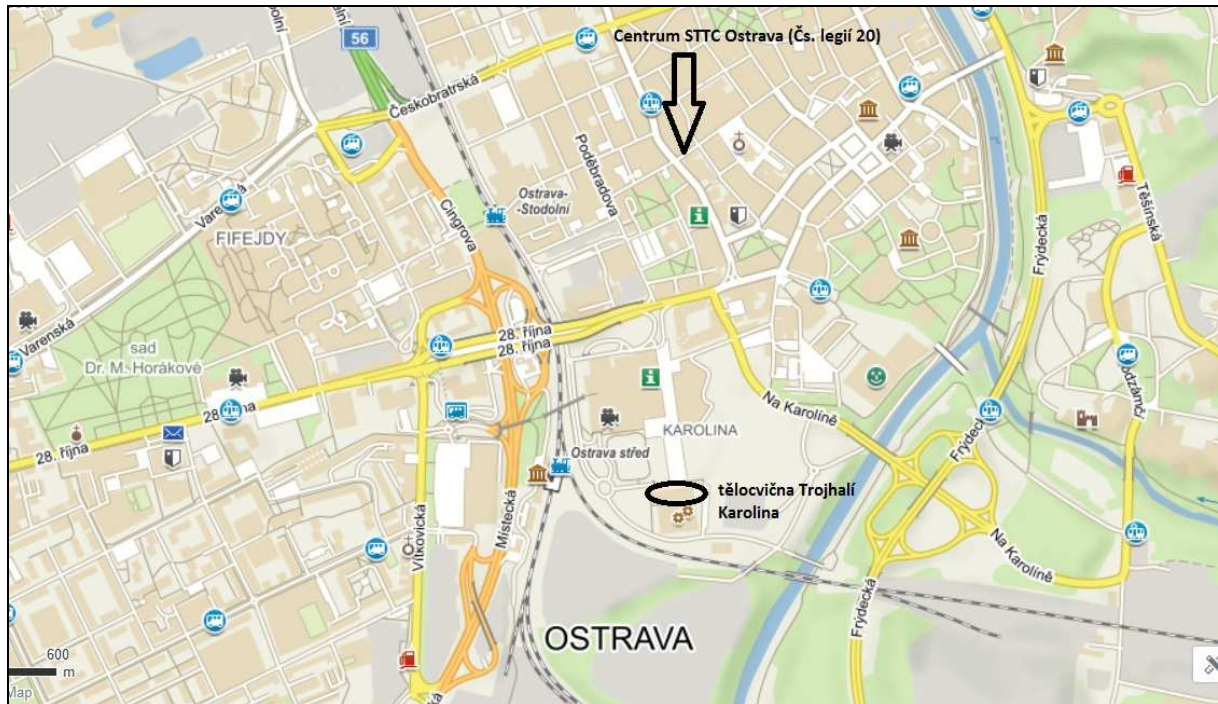 56
Centrum STTC Ostrava (Čs. legií 20)
Českobratrská
Poděbradova
Ostrava-
-Stodolní
Varenská
Cingrova
FIFEJDY
Těšínská
Frýdecká
Varenská
sad
Dr. M. Horákové
28. října
28. října
28. října
28. října
Na Karolíně
KAROLINA
Ostrava střed
Frýdecká
tělocvična Trojhalí
Karolina
Vítkovická
Místecká
Na Karolíně
Frýdecká
OSTRAVA
600
m